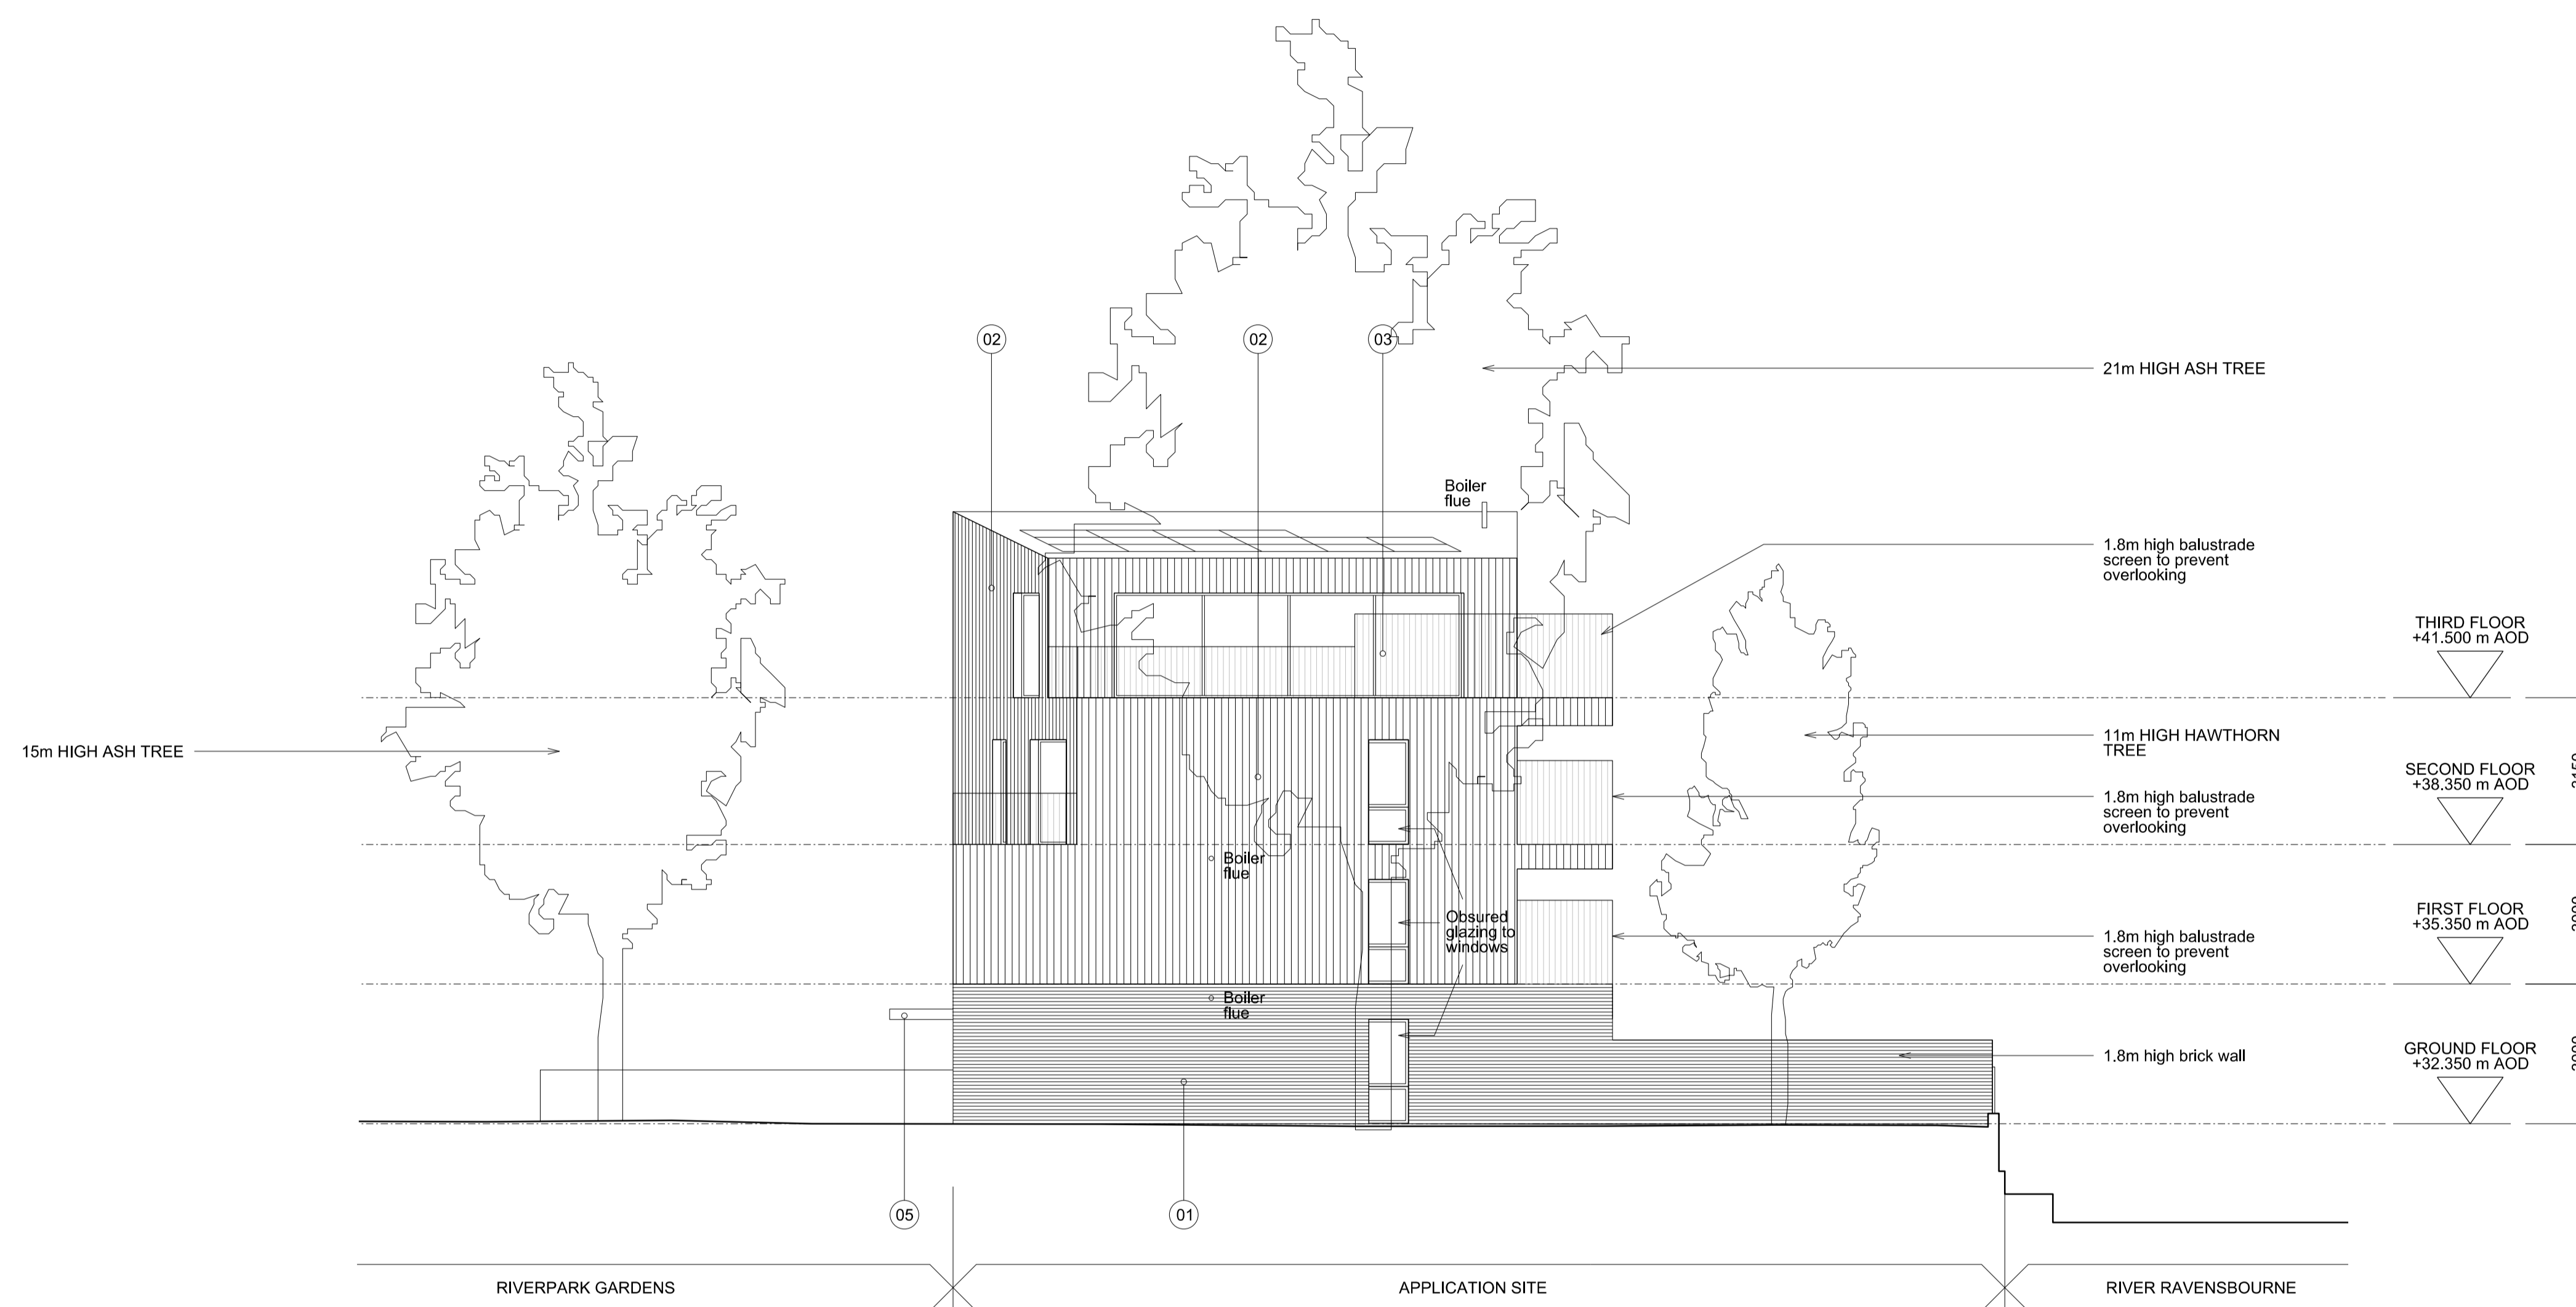 02
02
03
21m HIGH ASH TREE
Boiler
flue
1.8m high balustrade
screen to prevent
overlooking
THIRD FLOOR
+41.500 m AOD
15m HIGH ASH TREE
11m HIGH HAWTHORN
TREE
SECOND FLOOR
+38.350 m AOD
1.8m high balustrade
screen to prevent
overlooking
Boiler
flue
Obsured
glazing to
windows
FIRST FLOOR
+35.350 m AOD
1.8m high balustrade
screen to prevent
overlooking
Boiler
flue
1.8m high brick wall
GROUND FLOOR
+32.350 m AOD
05
01
RIVERPARK GARDENS
APPLICATION SITE
RIVER RAVENSBOURNE